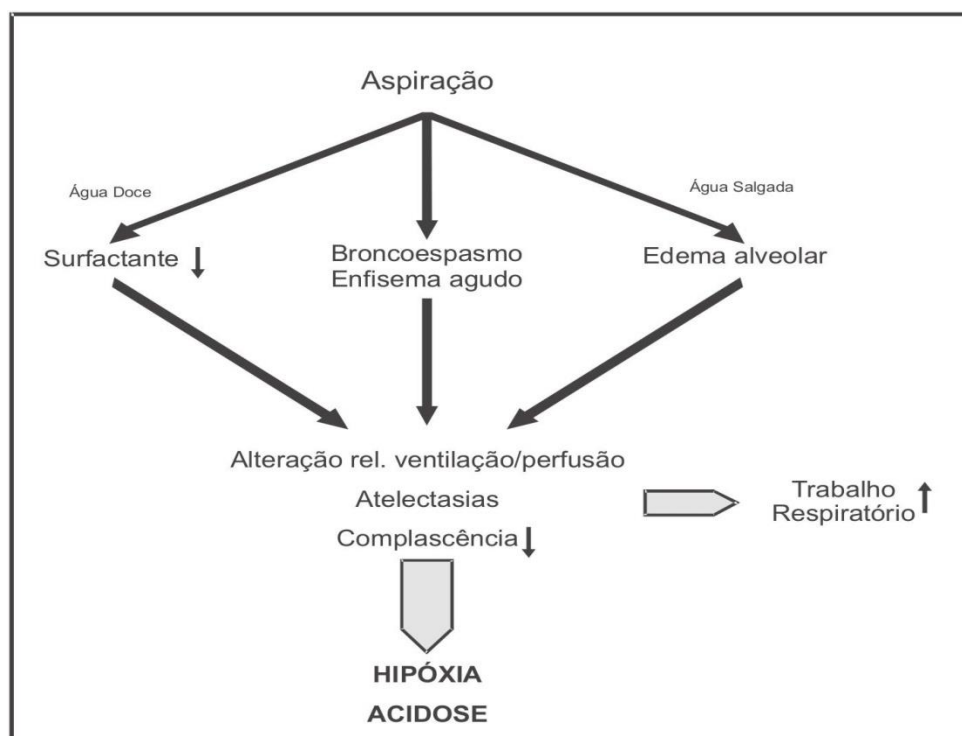 Aspiração
Água Doce
Água Salgada
Surfactante
Broncoespasmo
Enfisema agudo
Edema alveolar
Alteração rel. ventilação/perfusão
Atelectasias
Complascência
Trabalho
Respiratório
HIPÓXIA
ACIDOSE